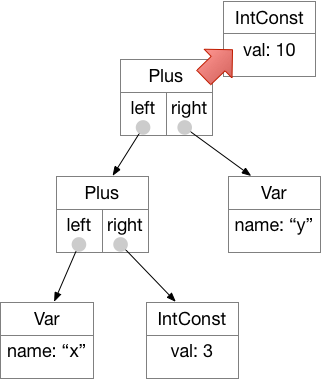 IntConst
val: 10
Plus
left right
Plus
left right
Var
name: “y”
Var
name: “x”
IntConst
val: 3